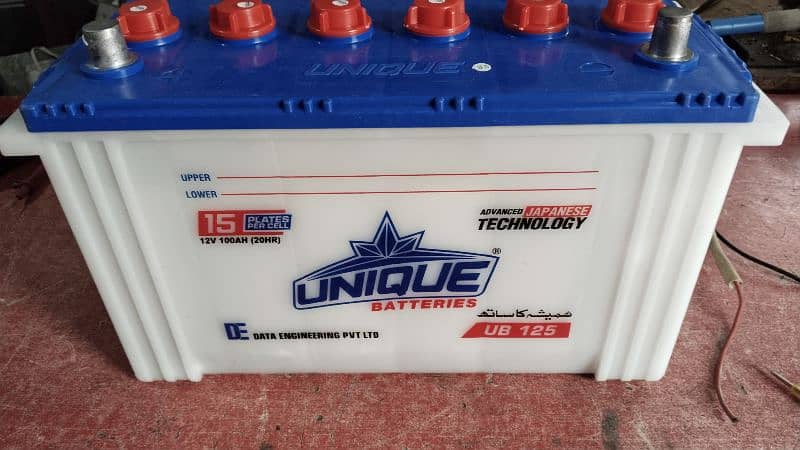 UNIQUE
UPPER
LOWER
15 PLATES PER CELL
12V 100AH (20HR)
ADVANCED JAPANESE
TECHNOLOGY
UNIQUE ®
BATTERIES
DE DATA ENGINEERING PVT LTD
ہمیشہ کا ساتھ
UB 125